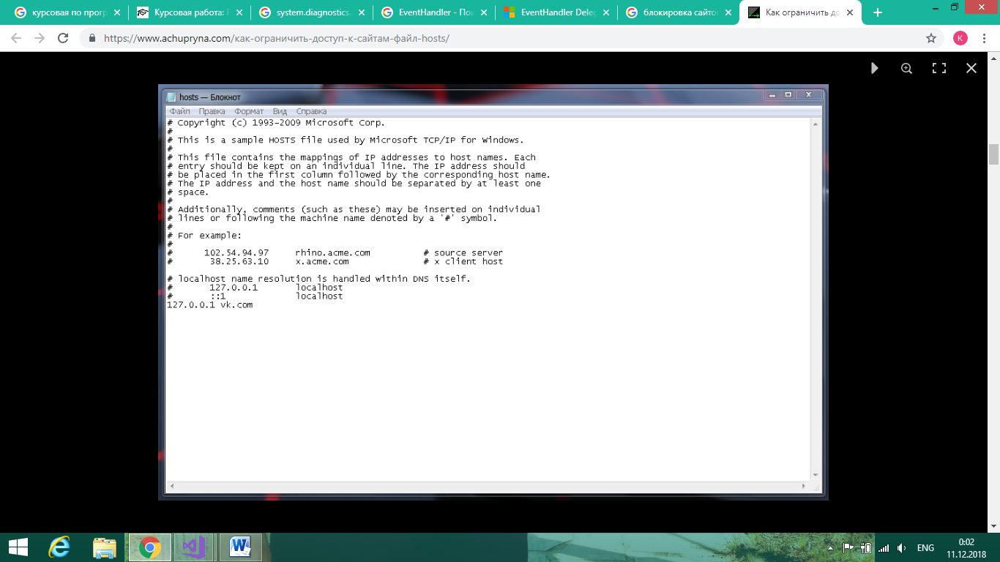 курсовая по прогр
Курсовая работа: Р
system.diagnostics.
EventHandler - Пои
EventHandler Deleg
блокировка сайтов
Как ограничить до
https://www.achupryna.com/как-ограничить-доступ-к-сайтам-файл-hosts/
K
hosts — Блокнот
Файл Правка Формат Вид Справка
# Copyright (c) 1993-2009 Microsoft Corp.
#
# This is a sample HOSTS file used by Microsoft TCP/IP for Windows.
#
# This file contains the mappings of IP addresses to host names. Each
# entry should be kept on an individual line. The IP address should
# be placed in the first column followed by the corresponding host name.
# The IP address and the host name should be separated by at least one
# space.
#
# Additionally, comments (such as these) may be inserted on individual
# lines or following the machine name denoted by a '#' symbol.
#
# For example:
#
# 102.54.94.97 rhino.acme.com # source server
# 38.25.63.10 x.acme.com # x client host
# localhost name resolution is handled within DNS itself.
# 127.0.0.1 localhost
# ::1 localhost
127.0.0.1 vk.com
ENG
0:02
11.12.2018